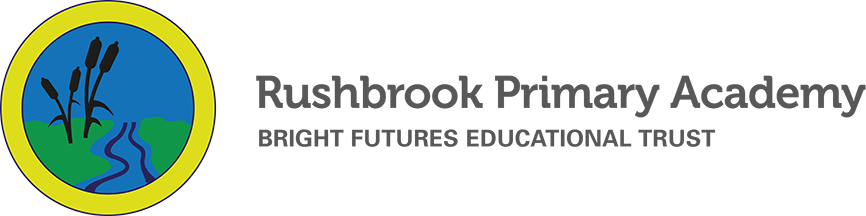 Rushbrook Primary Academy
BRIGHT FUTURES EDUCATIONAL TRUST